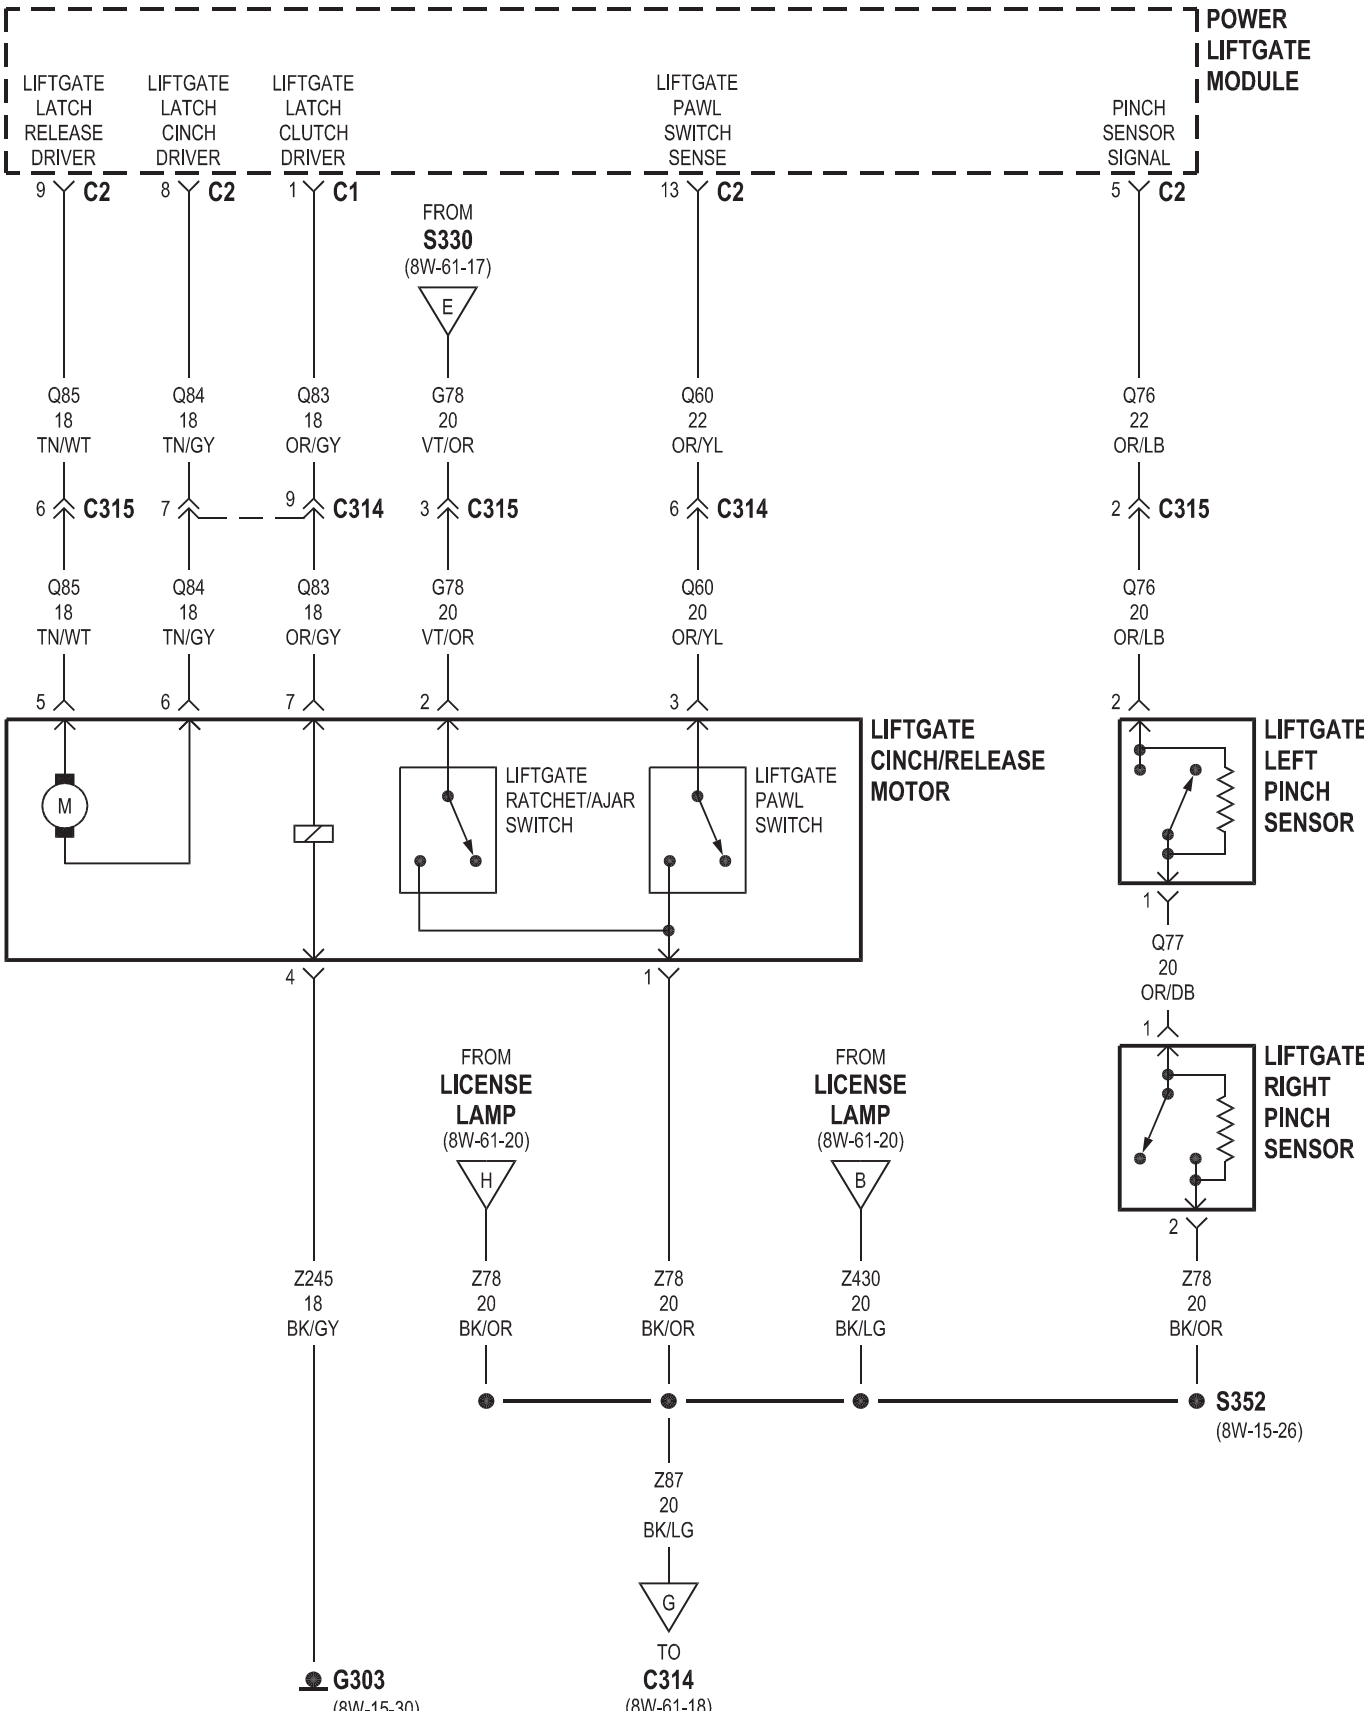 POWER
LIFTGATE
MODULE
LIFTGATE
LATCH
RELEASE
DRIVER
LIFTGATE
LATCH
CINCH
DRIVER
LIFTGATE
LATCH
CLUTCH
DRIVER
LIFTGATE
PAWL
SWITCH
SENSE
PINCH
SENSOR
SIGNAL
9 C2
8 C2
1 C1
13 C2
5 C2
FROM
S330
(8W-61-17)
E
Q85
18
TN/WT
Q84
18
TN/GY
Q83
18
OR/GY
G78
20
VT/OR
Q60
22
OR/YL
Q76
22
OR/LB
6 C315
7
9 C314
3 C315
6 C314
2 C315
Q85
18
TN/WT
Q84
18
TN/GY
Q83
18
OR/GY
G78
20
VT/OR
Q60
20
OR/YL
Q76
20
OR/LB
5
6
7
2
3
2
LIFTGATE
CINCH/RELEASE
MOTOR
M
LIFTGATE
RATCHET/AJAR
SWITCH
LIFTGATE
PAWL
SWITCH
LIFTGATE
LEFT
PINCH
SENSOR
4
1
1
Q77
20
OR/DB
1
LIFTGATE
RIGHT
PINCH
SENSOR
2
FROM
LICENSE
LAMP
(8W-61-20)
H
FROM
LICENSE
LAMP
(8W-61-20)
B
Z245
18
BK/GY
Z78
20
BK/OR
Z78
20
BK/OR
Z430
20
BK/LG
Z78
20
BK/OR
S352
(8W-15-26)
Z87
20
BK/LG
G
TO
C314
(8W-61-18)
G303
(8W-15-30)